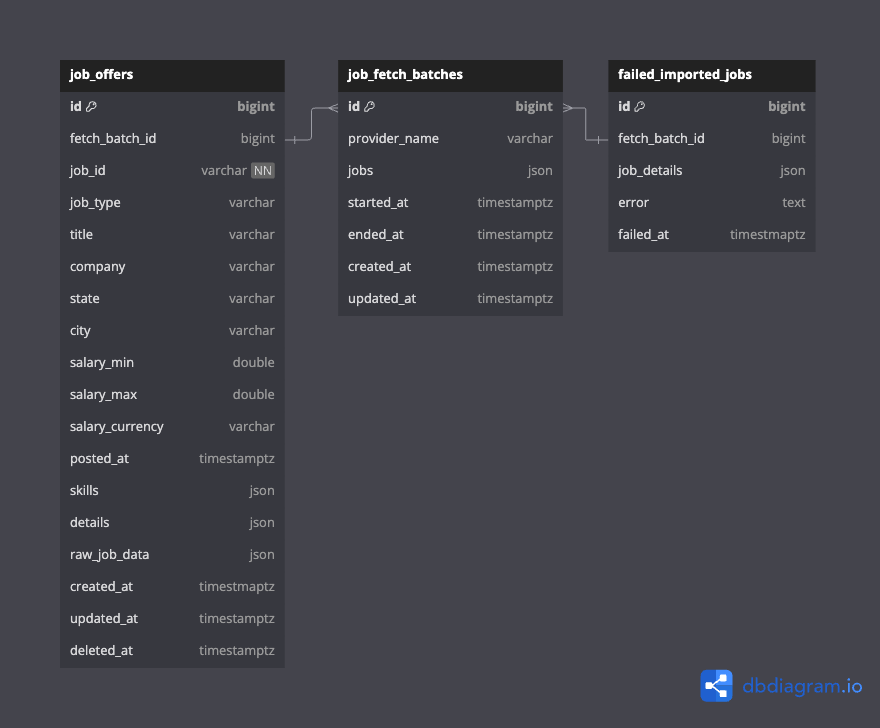 job_offers
id bigint
fetch_batch_id bigint
job_id varchar NN
job_type varchar
title varchar
company varchar
state varchar
city varchar
salary_min double
salary_max double
salary_currency varchar
posted_at timestamptz
skills json
details json
raw_job_data json
created_at timestmaptz
updated_at timestamptz
deleted_at timestamptz
job_fetch_batches
id bigint
provider_name varchar
jobs json
started_at timestamptz
ended_at timestamptz
created_at timestamptz
updated_at timestamptz
failed_imported_jobs
id bigint
fetch_batch_id bigint
job_details json
error text
failed_at timestmaptz
dbdiagram.io